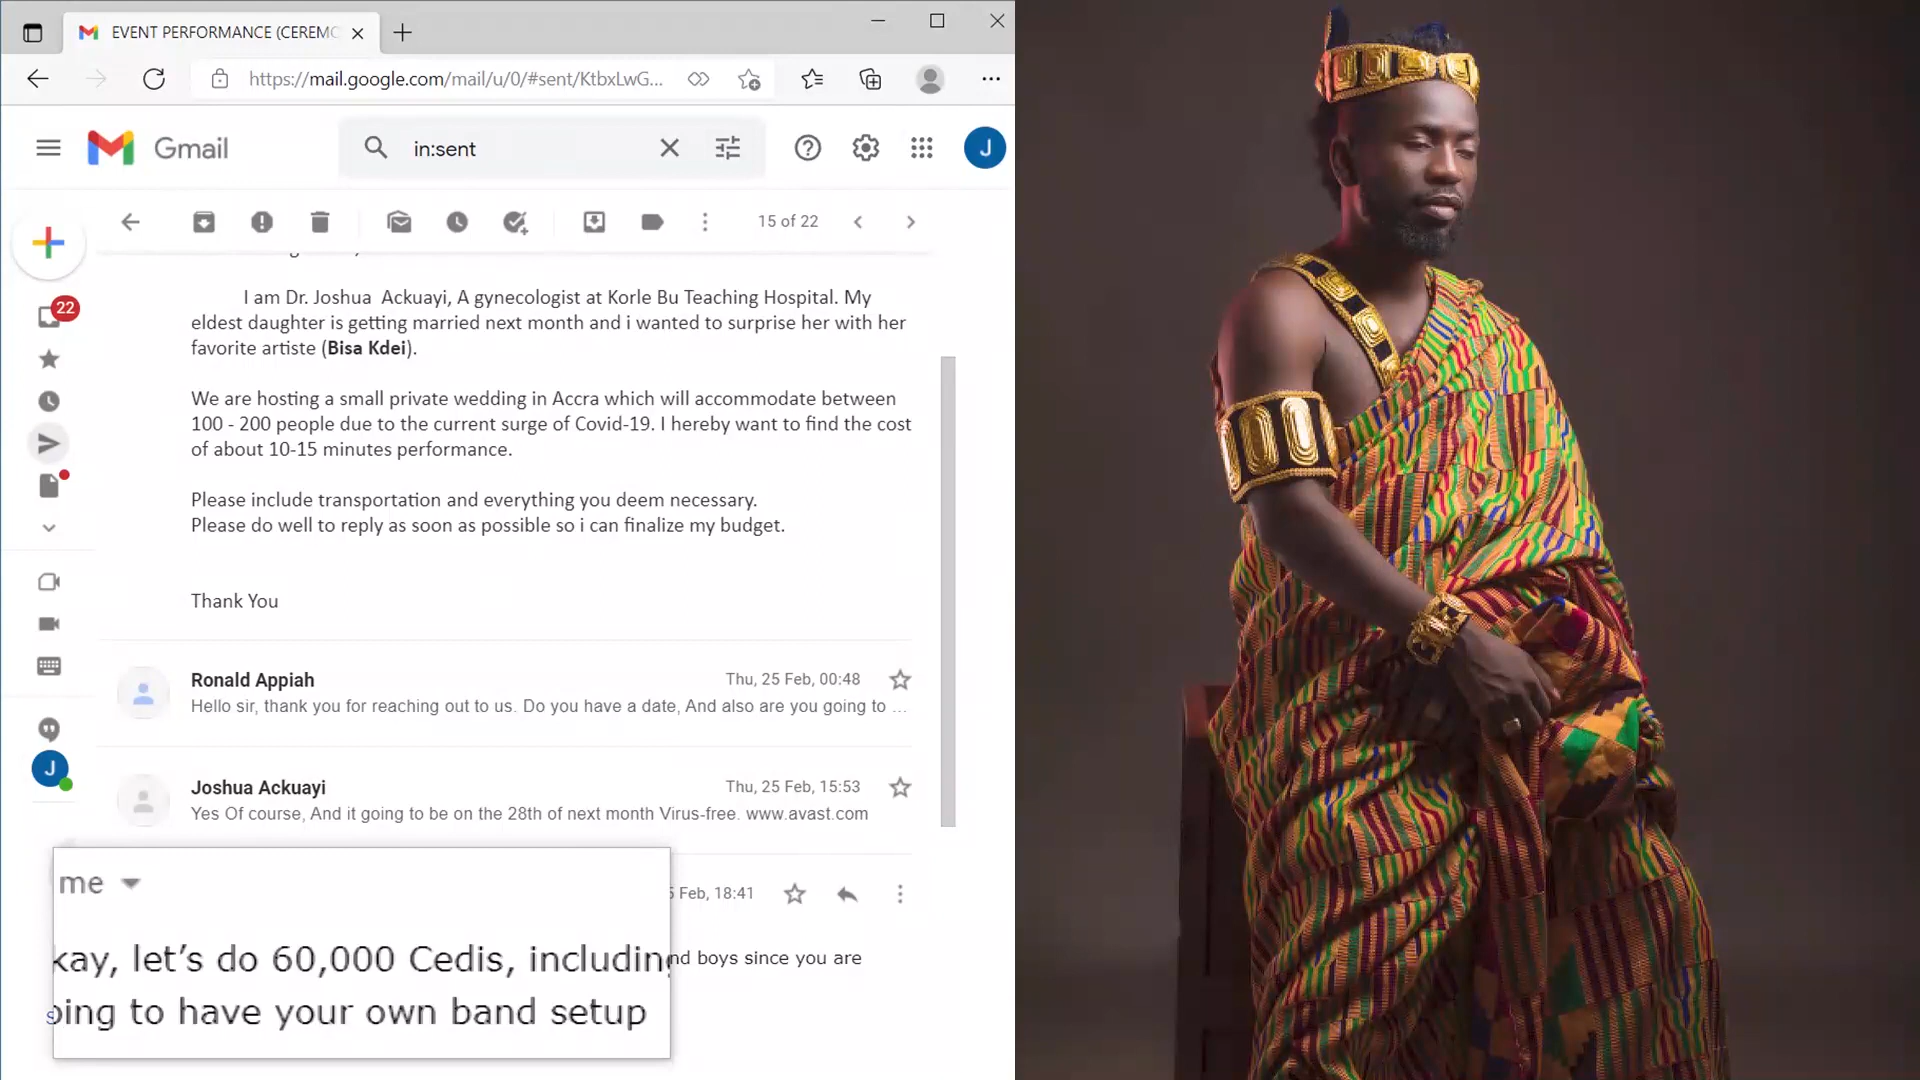 EVENT PERFORMANCE (CEREMO
https://mail.google.com/mail/u/0/#sent/KtbxLwG...
Gmail
in:sent
J
15 of 22
22
I am Dr. Joshua Ackuayi, A gynecologist at Korle Bu Teaching Hospital. My
eldest daughter is getting married next month and i wanted to surprise her with her
favorite artiste (Bisa Kdei).
We are hosting a small private wedding in Accra which will accommodate between
100 - 200 people due to the current surge of Covid-19. I hereby want to find the cost
of about 10-15 minutes performance.
Please include transportation and everything you deem necessary.
Please do well to reply as soon as possible so i can finalize my budget.
Thank You
Ronald Appiah
Thu, 25 Feb, 00:48
Hello sir, thank you for reaching out to us. Do you have a date, And also are you going to ...
J
Joshua Ackuayi
Thu, 25 Feb, 15:53
Yes Of course, And it going to be on the 28th of next month Virus-free. www.avast.com
me
5 Feb, 18:41
kay, let's do 60,000 Cedis, including
nd boys since you are
oing to have your own band setup